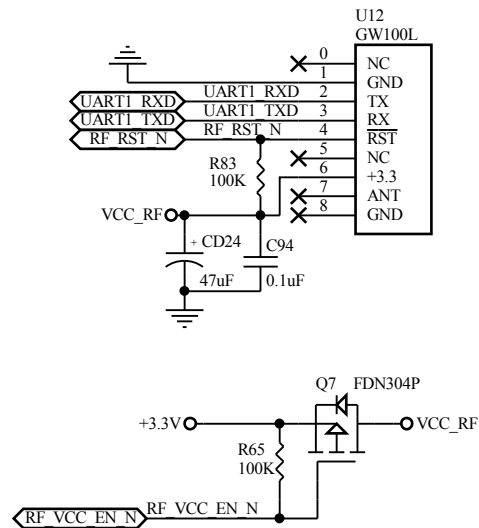 U12
GW100L
0 NC
1 GND
UART1_RXD UART1_RXD 2 TX
UART1_TXD UART1_TXD 3 RX
RF_RST_N RF_RST_N 4 RST
5 NC
R83
100K
6 +3.3
7 ANT
VCC_RF 8 GND
+ CD24 C94
47uF 0.1uF
Q7 FDN304P
+3.3V VCC_RF
R65
100K
RF_VCC_EN_N RF_VCC_EN_N